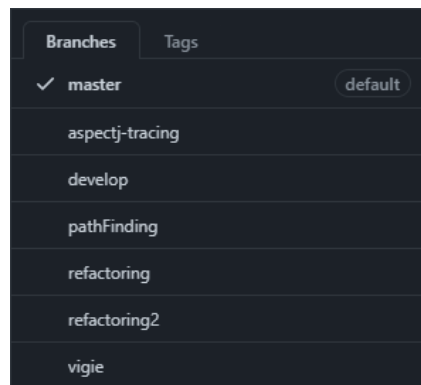 Branches Tags
master default
aspectj-tracing
develop
pathFinding
refactoring
refactoring2
vigie